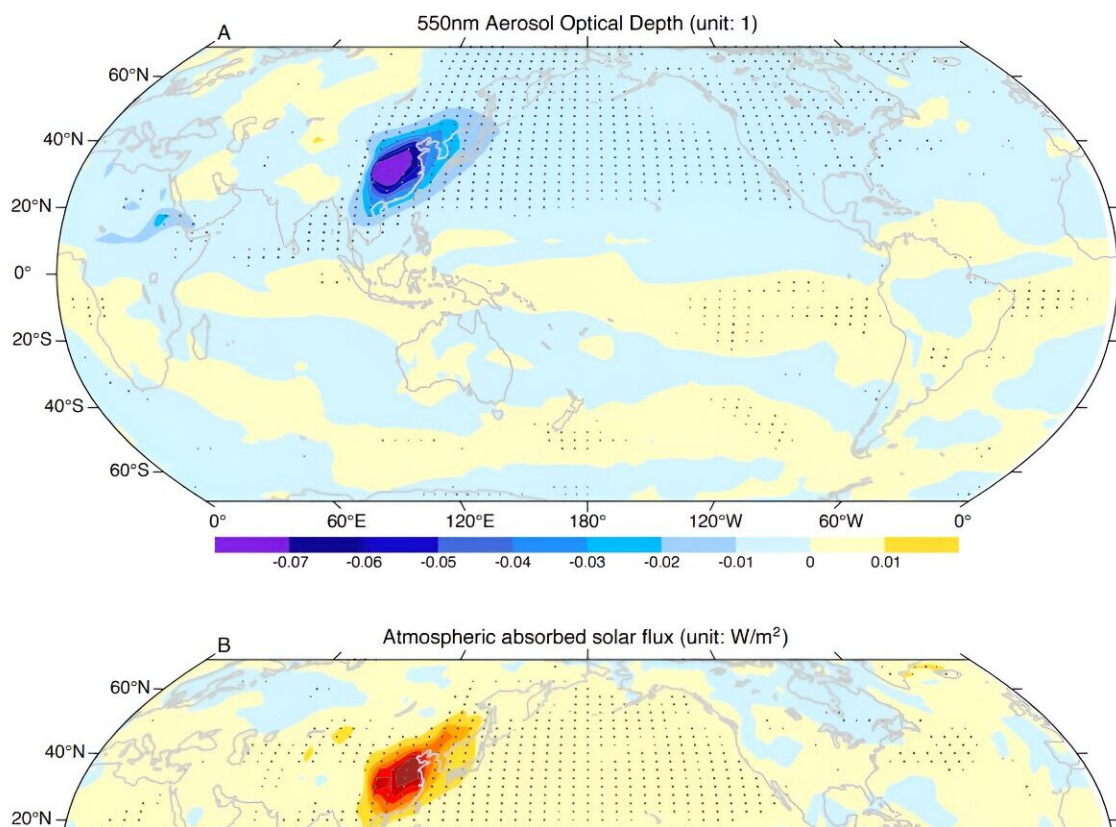 A
550nm Aerosol Optical Depth (unit: 1)
60°N
40°N
20°N
0°
20°S
40°S
60°S
0° 60°E 120°E 180° 120°W 60°W 0°
-0.07 -0.06 -0.05 -0.04 -0.03 -0.02 -0.01 0 0.01
B
Atmospheric absorbed solar flux (unit: W/m²)
60°N
40°N
20°N